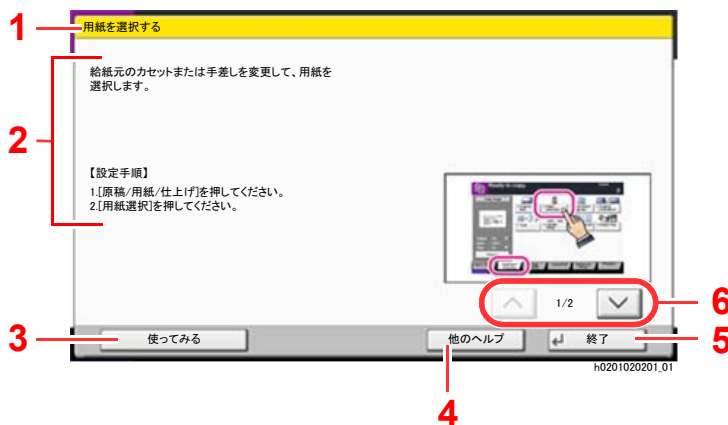 1
用紙を選択する
2
給紙元のカセットまたは手差しを変更して、用紙を
選択します。
【設定手順】
1.[原稿/用紙/仕上げ]を押してください。
2.[用紙選択]を押してください。
Ready to copy.
1/2
6
3
使ってみる
他のヘルプ
終了
5
h0201020201_01
4